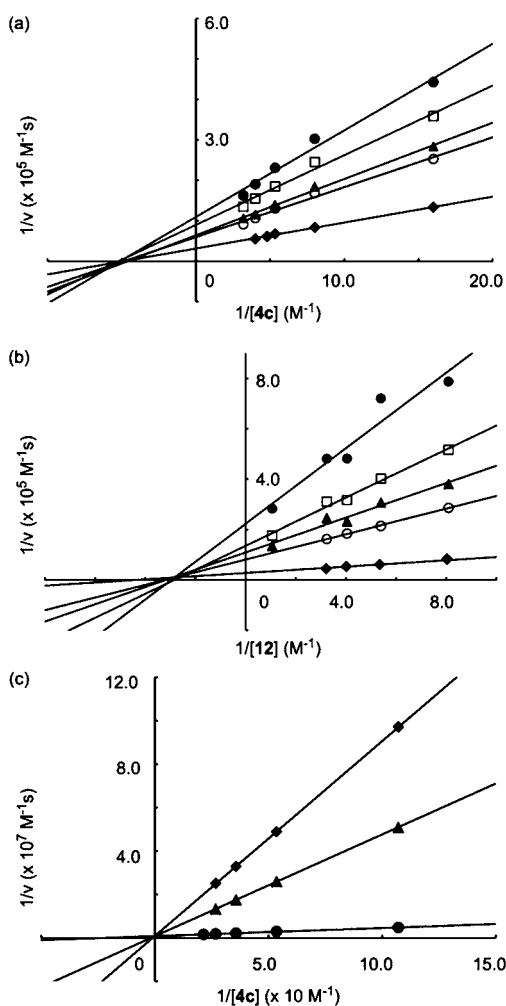 (a)
6.0
3.0
1/v (x 10⁵ M⁻¹s)
0 10.0 20.0
1/[4c] (M⁻¹)
(b)
8.0
4.0
1/v (x 10⁵ M⁻¹s)
0 4.0 8.0
1/[12] (M⁻¹)
(c)
12.0
8.0
4.0
1/v (x 10⁷ M⁻¹s)
0 5.0 10.0 15.0
1/[4c] (x 10 M⁻¹)